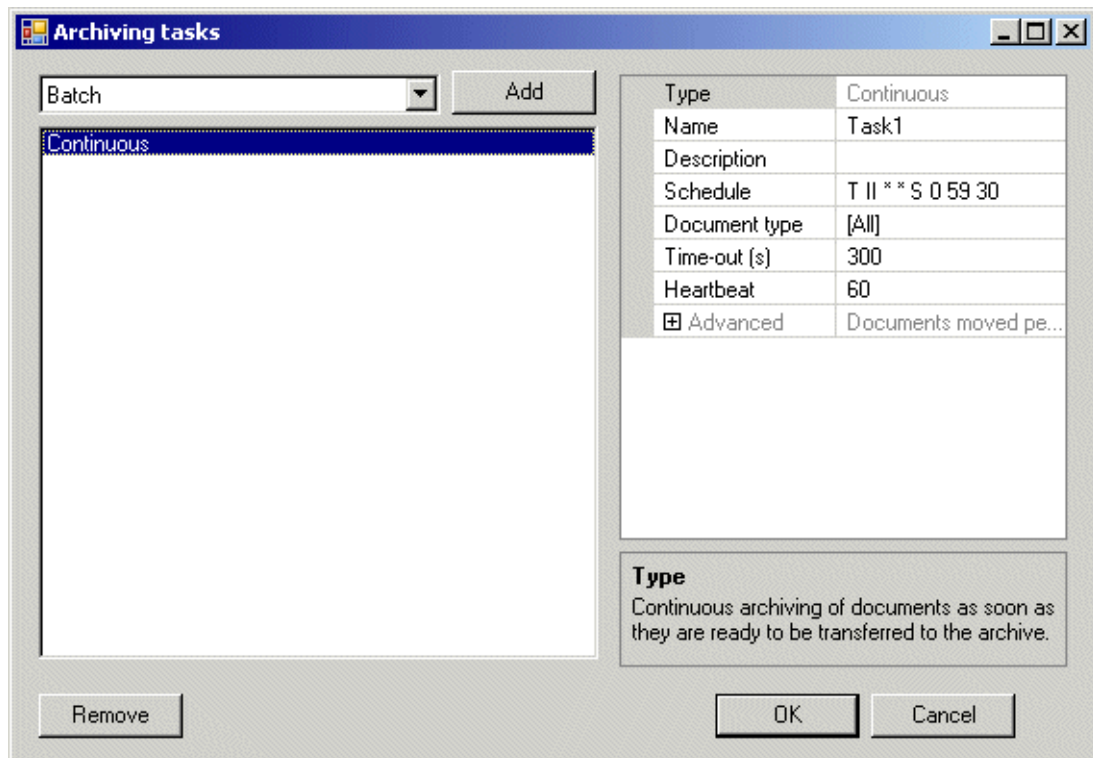 Archiving tasks
Batch
Add
Continuous
Type Continuous
Name Task1
Description
Schedule T II * * S 0 59 30
Document type [All]
Time-out (s) 300
Heartbeat 60
Advanced Documents moved pe...
Type
Continuous archiving of documents as soon as
they are ready to be transferred to the archive.
Remove
OK
Cancel